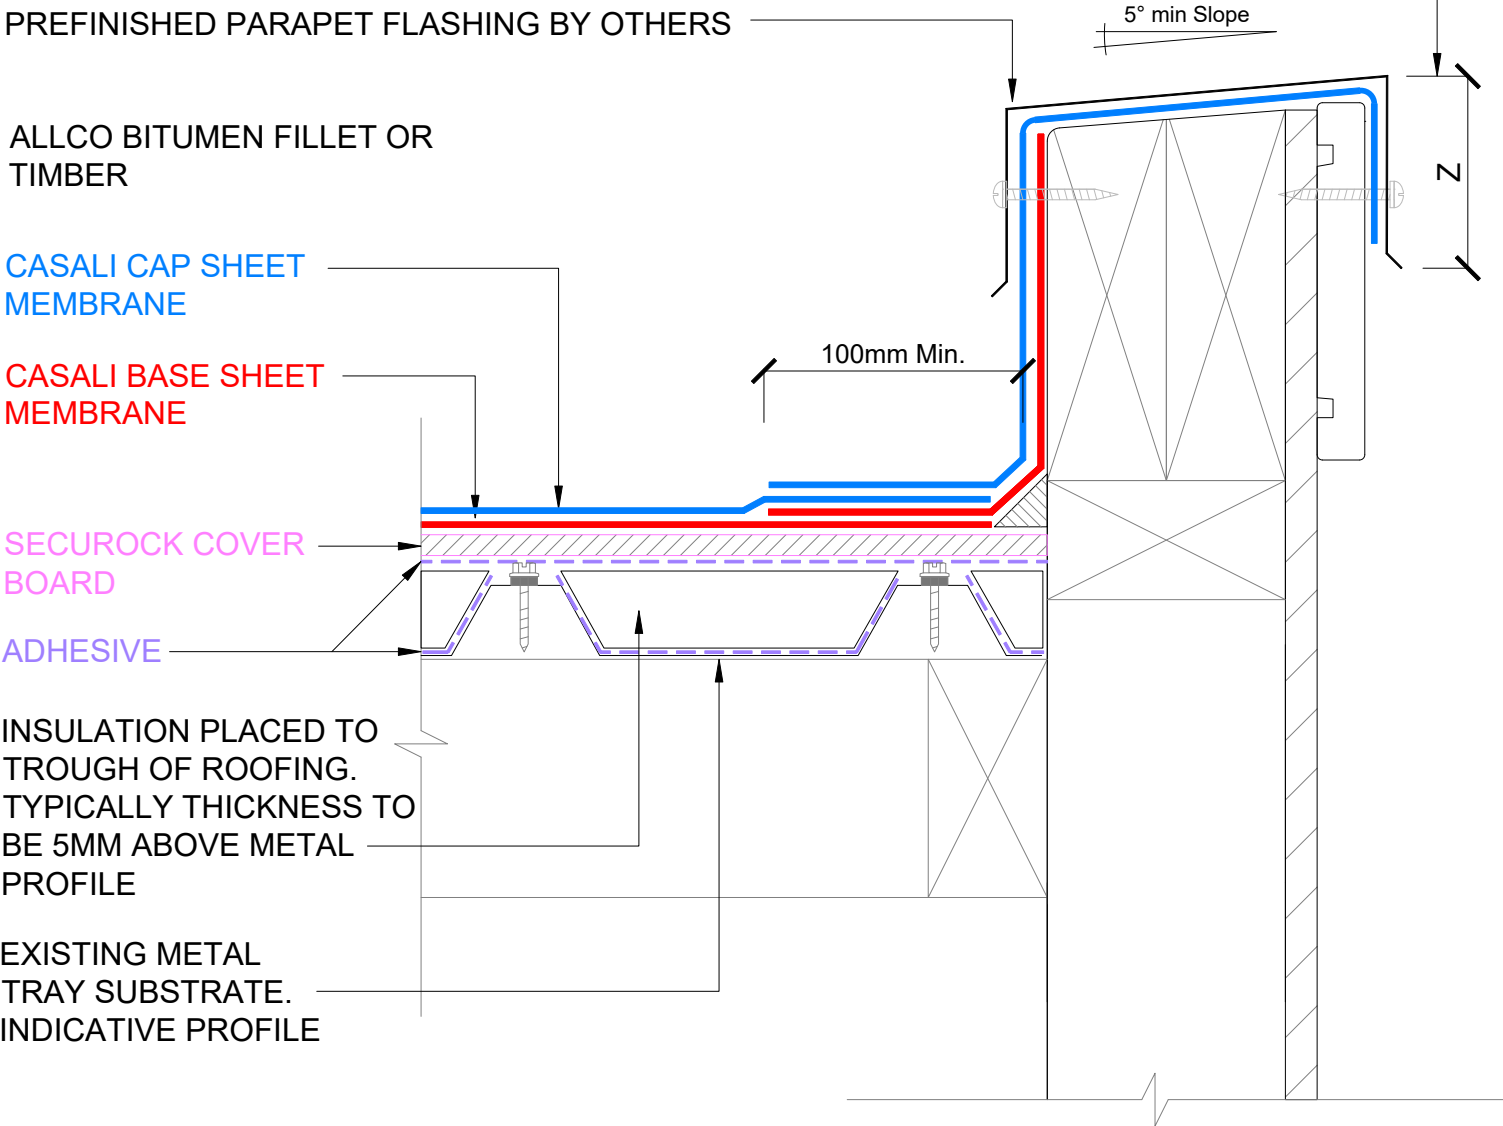 PREFINISHED PARAPET FLASHING BY OTHERS
5° min Slope
ALLCO BITUMEN FILLET OR
TIMBER
Z
CASALI CAP SHEET
MEMBRANE
100mm Min.
CASALI BASE SHEET
MEMBRANE
SECUROCK COVER
BOARD
ADHESIVE
INSULATION PLACED TO
TROUGH OF ROOFING.
TYPICALLY THICKNESS TO
BE 5MM ABOVE METAL
PROFILE
EXISTING METAL
TRAY SUBSTRATE.
INDICATIVE PROFILE